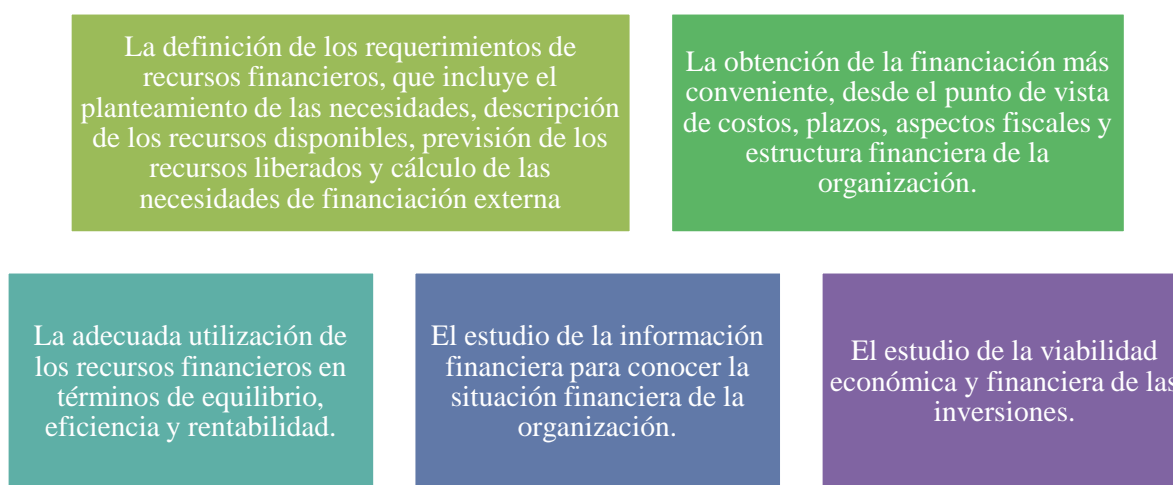 La definición de los requerimientos de
recursos financieros, que incluye el
planteamiento de las necesidades, descripción
de los recursos disponibles, previsión de los
recursos liberados y cálculo de las
necesidades de financiación externa
La obtención de la financiación más
conveniente, desde el punto de vista
de costos, plazos, aspectos fiscales y
estructura financiera de la
organización.
La adecuada utilización de
los recursos financieros en
términos de equilibrio,
eficiencia y rentabilidad.
El estudio de la información
financiera para conocer la
situación financiera de la
organización.
El estudio de la viabilidad
económica y financiera de las
inversiones.